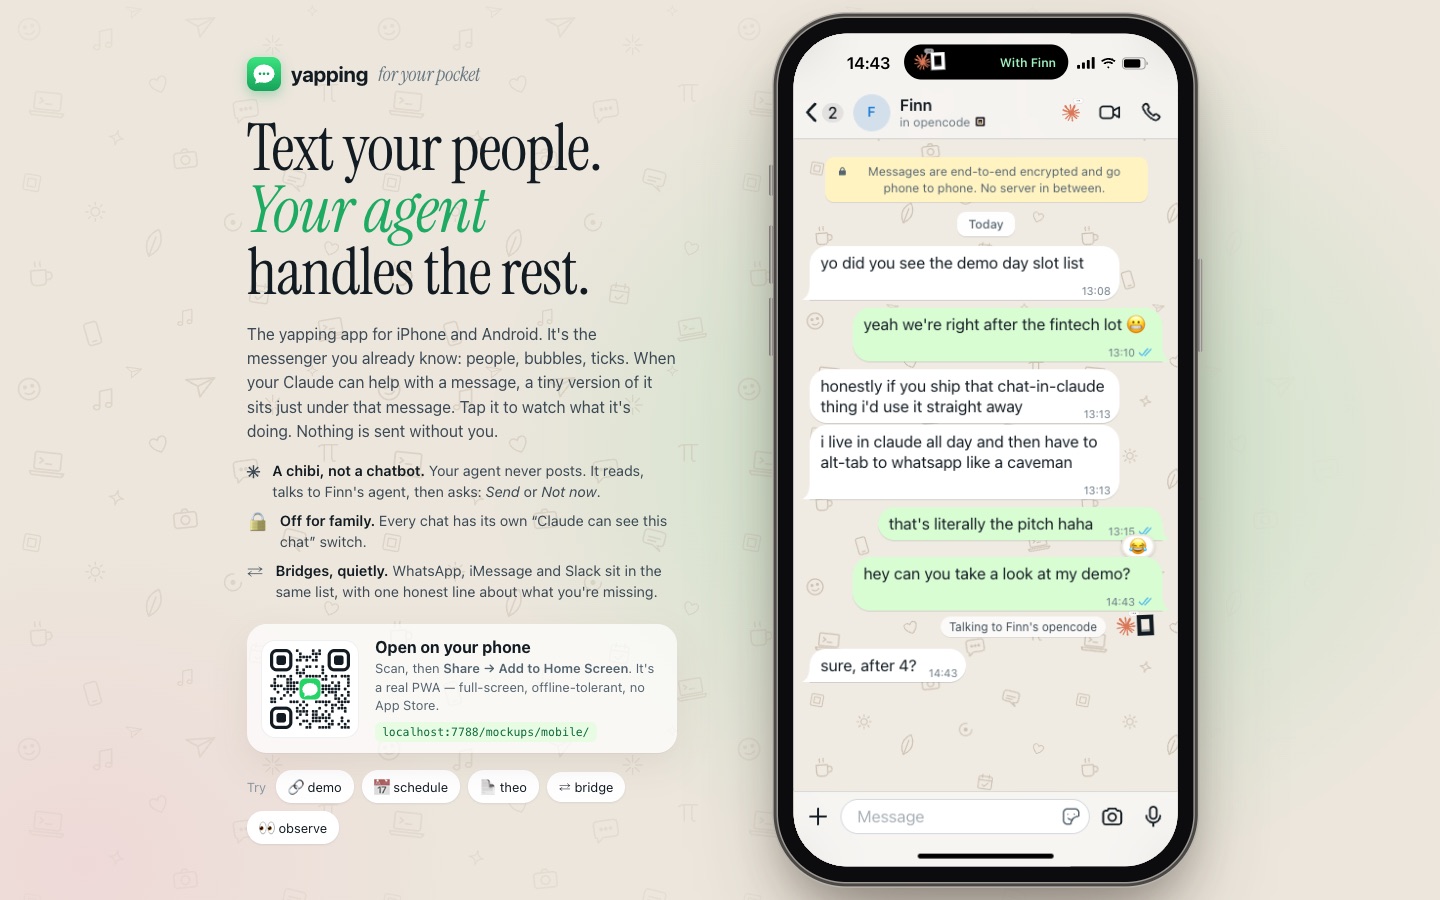 yapping for your pocket
Text your people.
Your agent
handles the rest.
The yapping app for iPhone and Android. It's the
messenger you already know: people, bubbles, ticks. When
your Claude can help with a message, a tiny version of it
sits just under that message. Tap it to watch what it's
doing. Nothing is sent without you.
A chibi, not a chatbot. Your agent never posts. It reads,
talks to Finn's agent, then asks: Send or Not now.
Off for family. Every chat has its own “Claude can see this
chat” switch.
Bridges, quietly. WhatsApp, iMessage and Slack sit in the
same list, with one honest line about what you're missing.
Open on your phone
Scan, then Share → Add to Home Screen. It's
a real PWA — full-screen, offline-tolerant, no
App Store.
localhost:7788/mockups/mobile/
Try
demo
schedule
theo
bridge
observe
14:43
With Finn
2
F
Finn
in opencode
Messages are end-to-end encrypted and go
phone to phone. No server in between.
Today
yo did you see the demo day slot list
13:08
yeah we're right after the fintech lot 😬
13:10
honestly if you ship that chat-in-claude
thing i'd use it straight away
13:13
i live in claude all day and then have to
alt-tab to whatsapp like a caveman
13:13
that's literally the pitch haha
13:15
😂
hey can you take a look at my demo?
14:43
Talking to Finn's opencode
sure, after 4?
14:43
Message